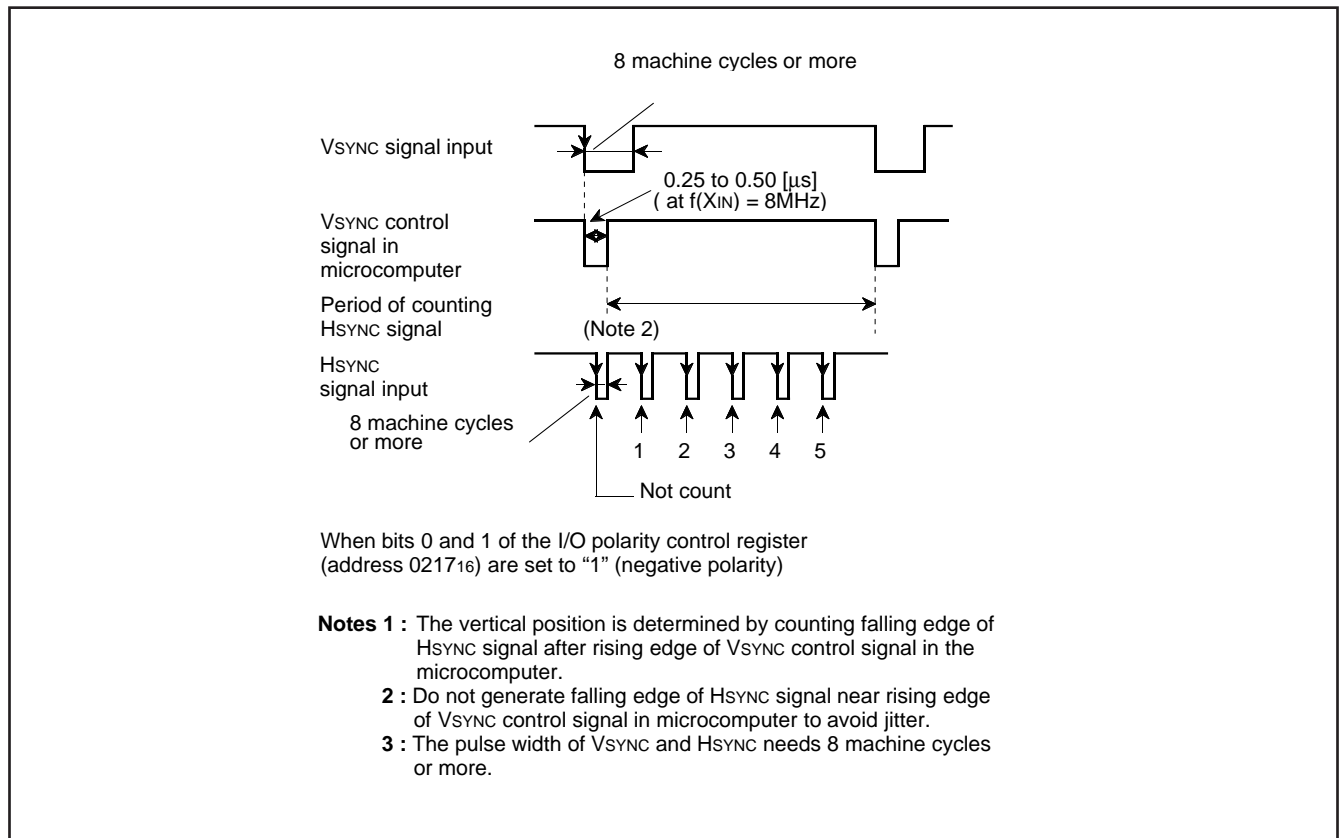 8 machine cycles or more
VSYNC signal input
0.25 to 0.50 [μs]
( at f(XIN) = 8MHz)
VSYNC control
signal in
microcomputer
Period of counting
HSYNC signal
(Note 2)
HSYNC
signal input
8 machine cycles
or more
1 2 3 4 5
Not count
When bits 0 and 1 of the I/O polarity control register
(address 021716) are set to “1” (negative polarity)
Notes 1 : The vertical position is determined by counting falling edge of
HSYNC signal after rising edge of VSYNC control signal in the
microcomputer.
2 : Do not generate falling edge of HSYNC signal near rising edge
of VSYNC control signal in microcomputer to avoid jitter.
3 : The pulse width of VSYNC and HSYNC needs 8 machine cycles
or more.